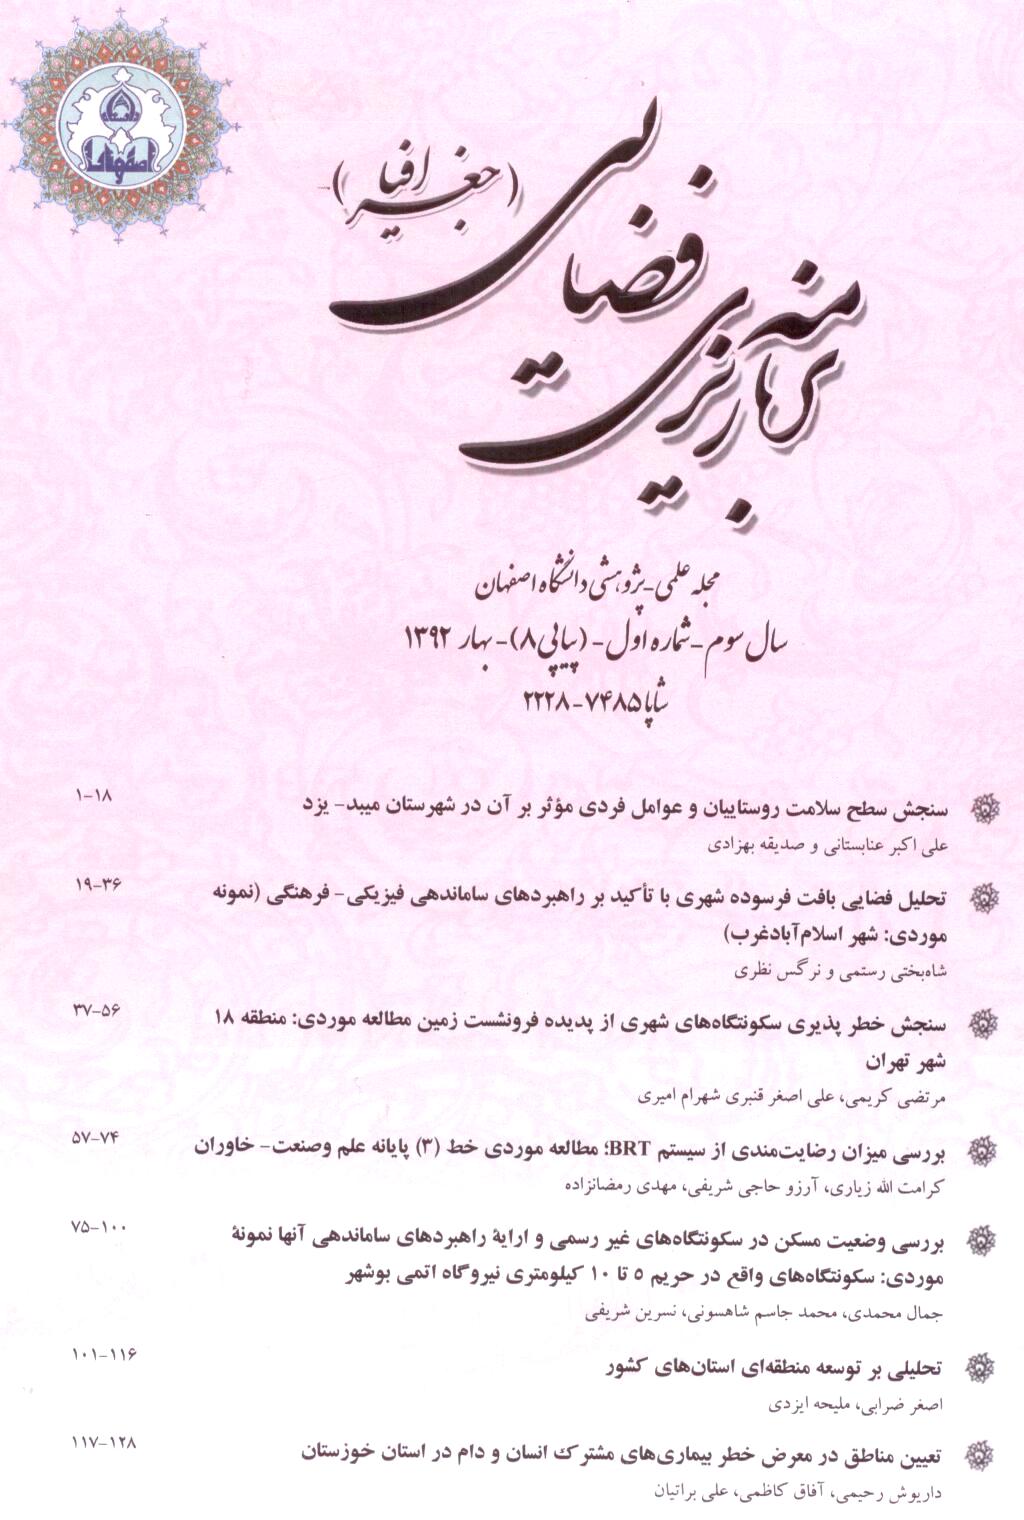 جامعه
اصفهان
برنامه ریزی فضایی
(جغرافیا)
مجله علمی-پژوهشی دانشگاه اصفهان
سال سوم-شماره اول-(پیاپی ۸)-بهار ۱۳۹۲
شاپا ۷۴۸۵-۲۲۲۸
سنجش سطح سلامت روستاییان و عوامل فردی مؤثر بر آن در شهرستان میبد- یزد
۱-۱۸
علی اکبر عنابستانی و صدیقه بهزادی
تحلیل فضایی بافت فرسوده شهری با تأکید بر راهبردهای ساماندهی فیزیکی- فرهنگی (نمونه
۱۹-۳۶
موردی: شهر اسلام‌آبادغرب)
شاه‌بختی رستمی و نرگس نظری
سنجش خطر پذیری سکونتگاه‌های شهری از پدیده فرونشست زمین مطالعه موردی: منطقه ۱۸
۳۷-۵۶
شهر تهران
مرتضی کریمی، علی اصغر قنبری شهرام امیری
بررسی میزان رضایت‌مندی از سیستم BRT؛ مطالعه موردی خط (۳) پایانه علم وصنعت- خاوران
۵۷-۷۴
کرامت الله زیاری، آرزو حاجی شریفی، مهدی رمضانزاده
بررسی وضعیت مسکن در سکونتگاه‌های غیر رسمی و ارایۀ راهبردهای ساماندهی آنها نمونۀ
۷۵-۱۰۰
موردی: سکونتگاه‌های واقع در حریم ۵ تا ۱۰ کیلومتری نیروگاه اتمی بوشهر
جمال محمدی، محمد جاسم شاهسونی، نسرین شریفی
تحلیلی بر توسعه منطقه‌ای استان‌های کشور
۱۰۱-۱۱۶
اصغر ضرابی، ملیحه ایزدی
تعیین مناطق در معرض خطر بیماری‌های مشترک انسان و دام در استان خوزستان
۱۱۷-۱۲۸
داریوش رحیمی، آفاق کاظمی، علی براتیان